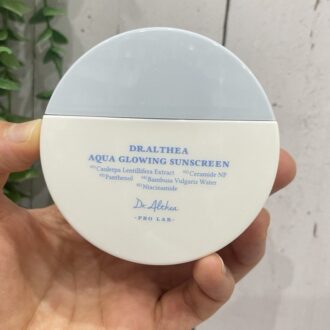 DR.ALTHEA
AQUA GLOWING SUNSCREEN
Caulerpa Lentillifera Extract Ceramide NP
Panthenol Bambusa Vulgaris Water
Niacinamide
Dr. Althea
- PRO LAB -